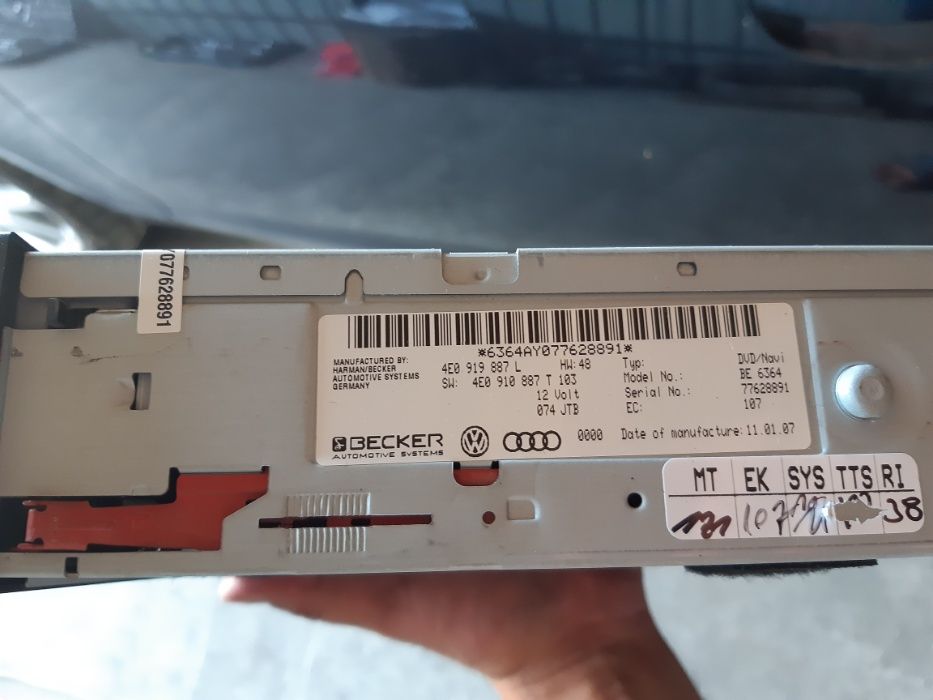 Y077628891
*6364AY077628891*
MANUFACTURED BY:
HARMAN/BECKER
AUTOMOTIVE SYSTEMS
GERMANY
4E0 919 887 L HW: 48
SW: 4E0 910 887 T 103
12 Volt
074 JTB
Typ: DVD/Navi
Model No.: BE 6364
Serial No.: 77628891
EC: 107
BECKER
AUTOMOTIVE SYSTEMS
0000 Date of manufacture: 11.01.07
MT EK SYS TTS RI
107 38